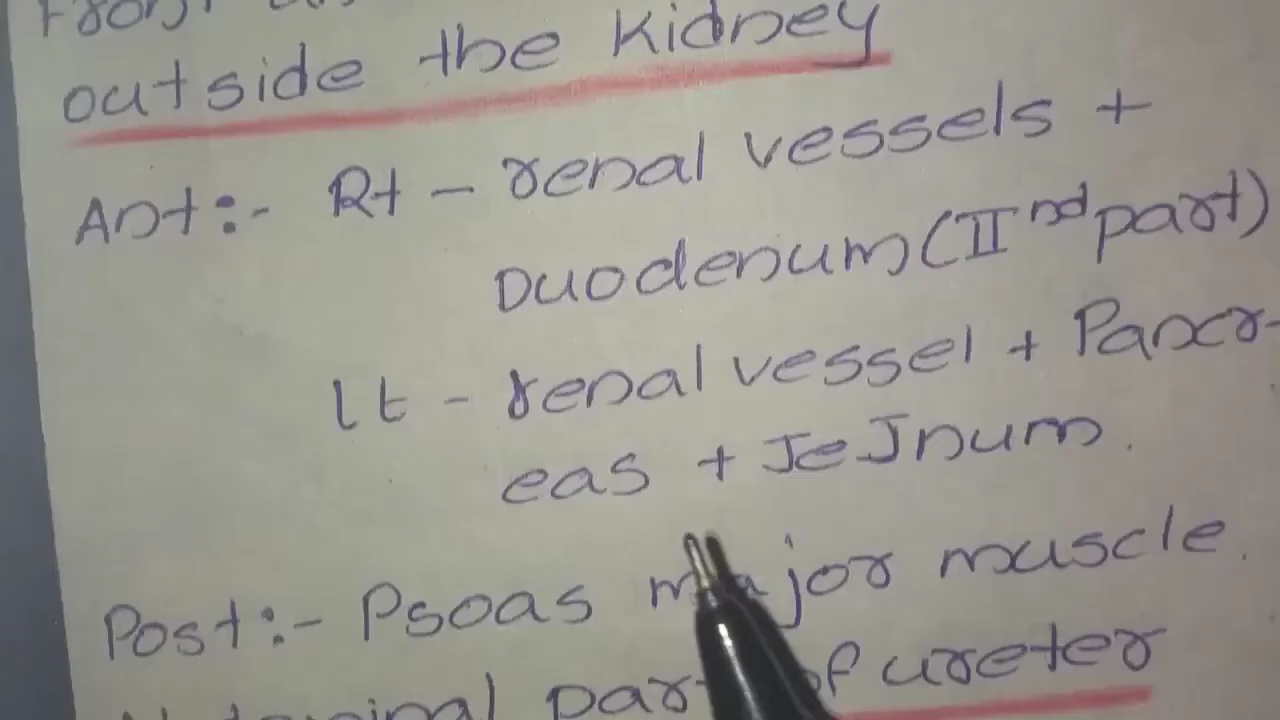 outside the kidney
Ant:- Rt - renal vessels +
Duodenum (IInd part)
lt - renal vessel + Pancr-
eas + JeJnum.
Post:- Psoas major muscle.
part of ureter